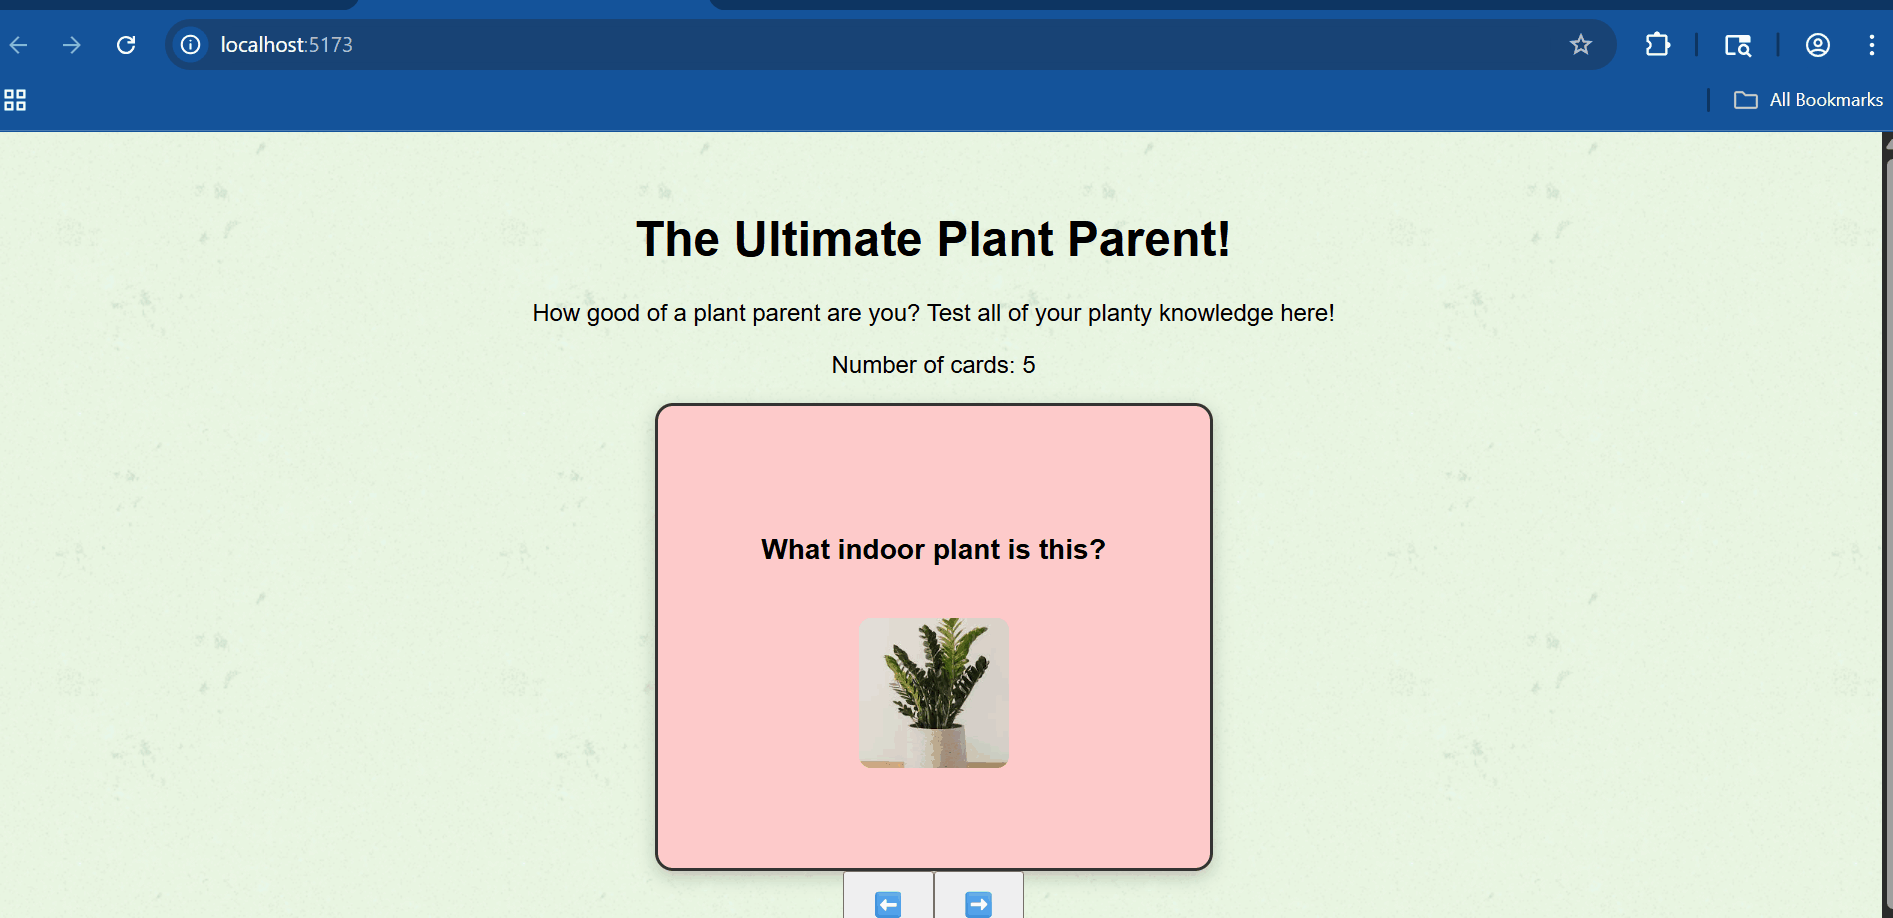 localhost:5173
All Bookmarks
The Ultimate Plant Parent!
How good of a plant parent are you? Test all of your planty knowledge here!
Number of cards: 5
What indoor plant is this?